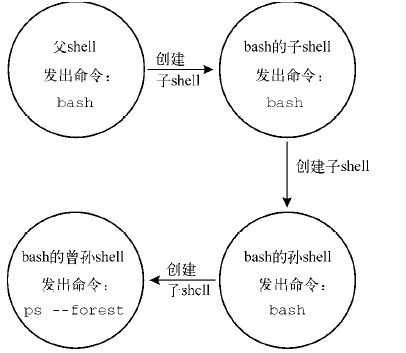 父shell
发出命令：
bash
创建
子shell
bash的子shell
发出命令：
bash
创建子shell
bash的孙shell
发出命令：
bash
创建
子shell
bash的曾孙shell
发出命令：
ps --forest